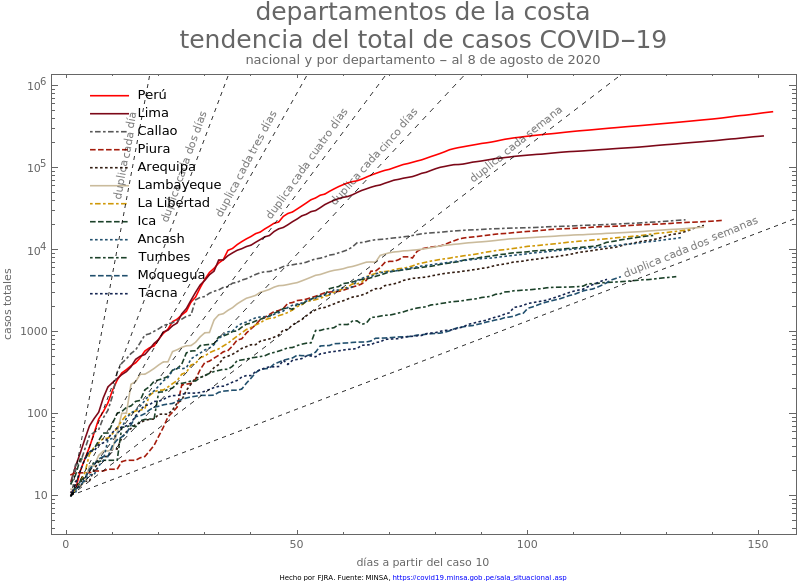 departamentos de la costa
tendencia del total de casos COVID‒19
nacional y por departamento ‒ al 8 de agosto de 2020
casos totales
10⁶
10⁵
10⁴
1000
100
10
Perú
Lima
Callao
Piura
Arequipa
Lambayeque
La Libertad
Ica
Ancash
Tumbes
Moquegua
Tacna
duplica cada día
duplica cada dos días
duplica cada tres días
duplica cada cuatro días
duplica cada cinco días
duplica cada semana
duplica cada dos semanas
0 50 100 150
días a partir del caso 10
Hecho por FJRA. Fuente: MINSA, https://covid19.minsa.gob.pe/sala_situacional.asp